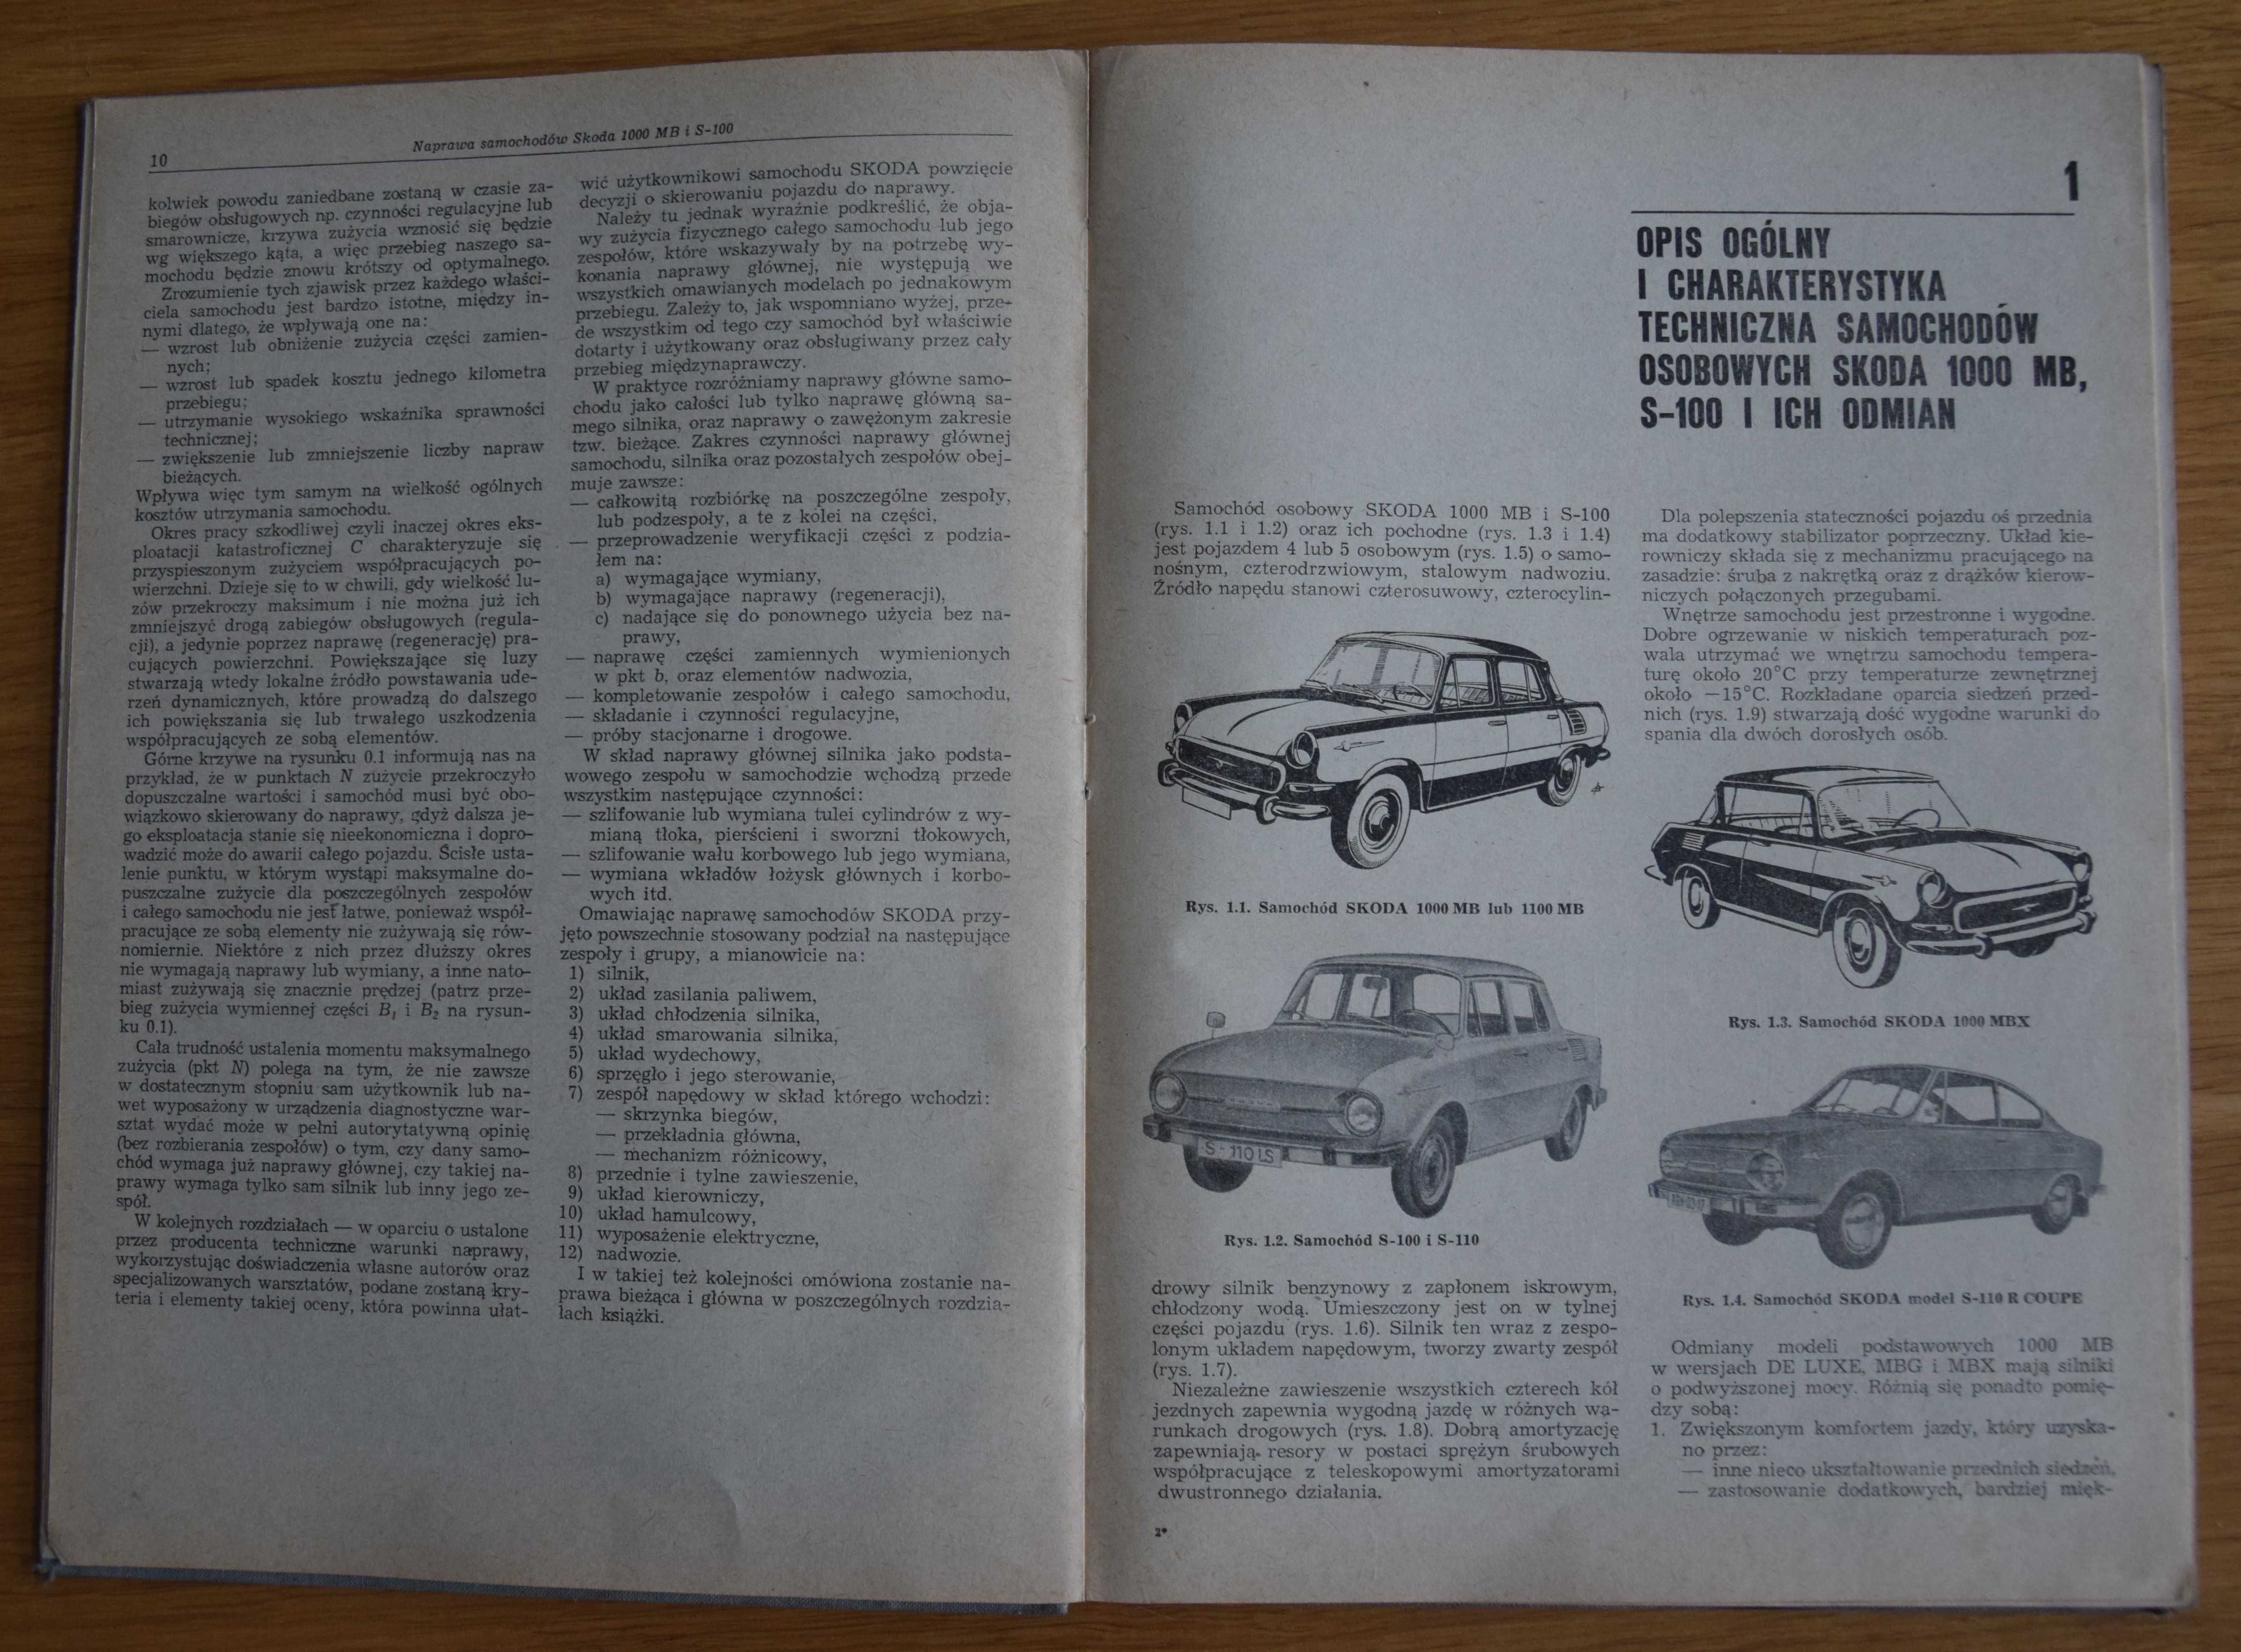 10
Naprawa samochodów Skoda 1000 MB i S-100
kolwiek powodu zaniedbane zostaną w czasie za-
biegów obsługowych np. czynności regulacyjne lub
smarownicze, krzywa zużycia wznosić się będzie
wg większego kąta, a więc przebieg naszego sa-
mochodu będzie znowu krótszy od optymalnego.
Zrozumienie tych zjawisk przez każdego właści-
ciela samochodu jest bardzo istotne, między in-
nymi dlatego, że wpływają one na:
— wzrost lub obniżenie zużycia części zamien-
nych;
— wzrost lub spadek kosztu jednego kilometra
przebiegu;
— utrzymanie wysokiego wskaźnika sprawności
technicznej;
— zwiększenie lub zmniejszenie liczby napraw
bieżących.
Wpływa więc tym samym na wielkość ogólnych
kosztów utrzymania samochodu.
Okres pracy szkodliwej czyli inaczej okres eks-
ploatacji katastroficznej C charakteryzuje się
przyspieszonym zużyciem współpracujących po-
wierzchni. Dzieje się to w chwili, gdy wielkość lu-
zów przekroczy maksimum i nie można już ich
zmniejszyć drogą zabiegów obsługowych (regula-
cji), a jedynie poprzez naprawę (regenerację) pra-
cujących powierzchni. Powiększające się luzy
stwarzają wtedy lokalne źródło powstawania ude-
rzeń dynamicznych, które prowadzą do dalszego
ich powiększania się lub trwałego uszkodzenia
współpracujących ze sobą elementów.
Górne krzywe na rysunku 0.1 informują nas na
przykład, że w punktach N zużycie przekroczyło
dopuszczalne wartości i samochód musi być obo-
wiązkowo skierowany do naprawy, gdyż dalsza je-
go eksploatacja stanie się nieekonomiczna i dopro-
wadzić może do awarii całego pojazdu. Ścisłe usta-
lenie punktu, w którym wystąpi maksymalne do-
puszczalne zużycie dla poszczególnych zespołów
i całego samochodu nie jest łatwe, ponieważ współ-
pracujące ze sobą elementy nie zużywają się rów-
nomiernie. Niektóre z nich przez dłuższy okres
nie wymagają naprawy lub wymiany, a inne nato-
miast zużywają się znacznie prędzej (patrz prze-
bieg zużycia wymiennej części B₁ i B₂ na rysun-
ku 0.1).
Cała trudność ustalenia momentu maksymalnego
zużycia (pkt N) polega na tym, że nie zawsze
w dostatecznym stopniu sam użytkownik lub na-
wet wyposażony w urządzenia diagnostyczne war-
sztat wydać może w pełni autorytatywną opinię
(bez rozbierania zespołów) o tym, czy dany samo-
chód wymaga już naprawy głównej, czy takiej na-
prawy wymaga tylko sam silnik lub inny jego ze-
spół.
W kolejnych rozdziałach — w oparciu o ustalone
przez producenta techniczne warunki naprawy,
wykorzystując doświadczenia własne autorów oraz
specjalizowanych warsztatów, podane zostaną kry-
teria i elementy takiej oceny, która powinna ułat-
wić użytkownikowi samochodu SKODA powzięcie
decyzji o skierowaniu pojazdu do naprawy.
Należy tu jednak wyraźnie podkreślić, że obja-
wy zużycia fizycznego całego samochodu lub jego
zespołów, które wskazywały by na potrzebę wy-
konania naprawy głównej, nie występują we
wszystkich omawianych modelach po jednakowym
przebiegu. Zależy to, jak wspomniano wyżej, prze-
de wszystkim od tego czy samochód był właściwie
dotarty i użytkowany oraz obsługiwany przez cały
przebieg międzynaprawczy.
W praktyce rozróżniamy naprawy główne samo-
chodu jako całości lub tylko naprawę główną sa-
mego silnika, oraz naprawy o zawężonym zakresie
tzw. bieżące. Zakres czynności naprawy głównej
samochodu, silnika oraz pozostałych zespołów obej-
muje zawsze:
— całkowitą rozbiórkę na poszczególne zespoły,
lub podzespoły, a te z kolei na części,
— przeprowadzenie weryfikacji części z podzia-
łem na:
a) wymagające wymiany,
b) wymagające naprawy (regeneracji),
c) nadające się do ponownego użycia bez na-
prawy,
— naprawę części zamiennych wymienionych
w pkt b, oraz elementów nadwozia,
— kompletowanie zespołów i całego samochodu,
— składanie i czynności regulacyjne,
— próby stacjonarne i drogowe.
W skład naprawy głównej silnika jako podsta-
wowego zespołu w samochodzie wchodzą przede
wszystkim następujące czynności:
— szlifowanie lub wymiana tulei cylindrów z wy-
mianą tłoka, pierścieni i sworzni tłokowych,
— szlifowanie wału korbowego lub jego wymiana,
— wymiana wkładów łożysk głównych i korbo-
wych itd.
Omawiając naprawę samochodów SKODA przy-
jęto powszechnie stosowany podział na następujące
zespoły i grupy, a mianowicie na:
1) silnik,
2) układ zasilania paliwem,
3) układ chłodzenia silnika,
4) układ smarowania silnika,
5) układ wydechowy,
6) sprzęgło i jego sterowanie,
7) zespół napędowy w skład którego wchodzi:
— skrzynka biegów,
— przekładnia główna,
— mechanizm różnicowy,
8) przednie i tylne zawieszenie,
9) układ kierowniczy,
10) układ hamulcowy,
11) wyposażenie elektryczne,
12) nadwozie.
I w takiej też kolejności omówiona zostanie na-
prawa bieżąca i główna w poszczególnych rozdzia-
łach książki.
1
OPIS OGÓLNY
I CHARAKTERYSTYKA
TECHNICZNA SAMOCHODÓW
OSOBOWYCH SKODA 1000 MB,
S-100 I ICH ODMIAN
Samochód osobowy SKODA 1000 MB i S-100
(rys. 1.1 i 1.2) oraz ich pochodne (rys. 1.3 i 1.4)
jest pojazdem 4 lub 5 osobowym (rys. 1.5) o samo-
nośnym, czterodrzwiowym, stalowym nadwoziu.
Źródło napędu stanowi czterosuwowy, czterocylin-
Rys. 1.1. Samochód SKODA 1000 MB lub 1100 MB
S-110 LS
Rys. 1.2. Samochód S-100 i S-110
drowy silnik benzynowy z zapłonem iskrowym,
chłodzony wodą. Umieszczony jest on w tylnej
części pojazdu (rys. 1.6). Silnik ten wraz z zespo-
lonym układem napędowym, tworzy zwarty zespół
(rys. 1.7).
Niezależne zawieszenie wszystkich czterech kół
jezdnych zapewnia wygodną jazdę w różnych wa-
runkach drogowych (rys. 1.8). Dobrą amortyzację
zapewniają resory w postaci sprężyn śrubowych
współpracujące z teleskopowymi amortyzatorami
dwustronnego działania.
2*
Dla polepszenia stateczności pojazdu oś przednia
ma dodatkowy stabilizator poprzeczny. Układ kie-
rowniczy składa się z mechanizmu pracującego na
zasadzie: śruba z nakrętką oraz z drążków kierow-
niczych połączonych przegubami.
Wnętrze samochodu jest przestronne i wygodne.
Dobre ogrzewanie w niskich temperaturach poz-
wala utrzymać we wnętrzu samochodu tempera-
turę około 20°C przy temperaturze zewnętrznej
około —15°C. Rozkładane oparcia siedzeń przed-
nich (rys. 1.9) stwarzają dość wygodne warunki do
spania dla dwóch dorosłych osób.
Rys. 1.3. Samochód SKODA 1000 MBX
Rys. 1.4. Samochód SKODA model S-110 R COUPE
Odmiany modeli podstawowych 1000 MB
w wersjach DE LUXE, MBG i MBX mają silniki
o podwyższonej mocy. Różnią się ponadto pomię-
dzy sobą:
1. Zwiększonym komfortem jazdy, który uzyska-
no przez:
— inne nieco ukształtowanie przednich siedzeń,
— zastosowanie dodatkowych, bardziej mięk-